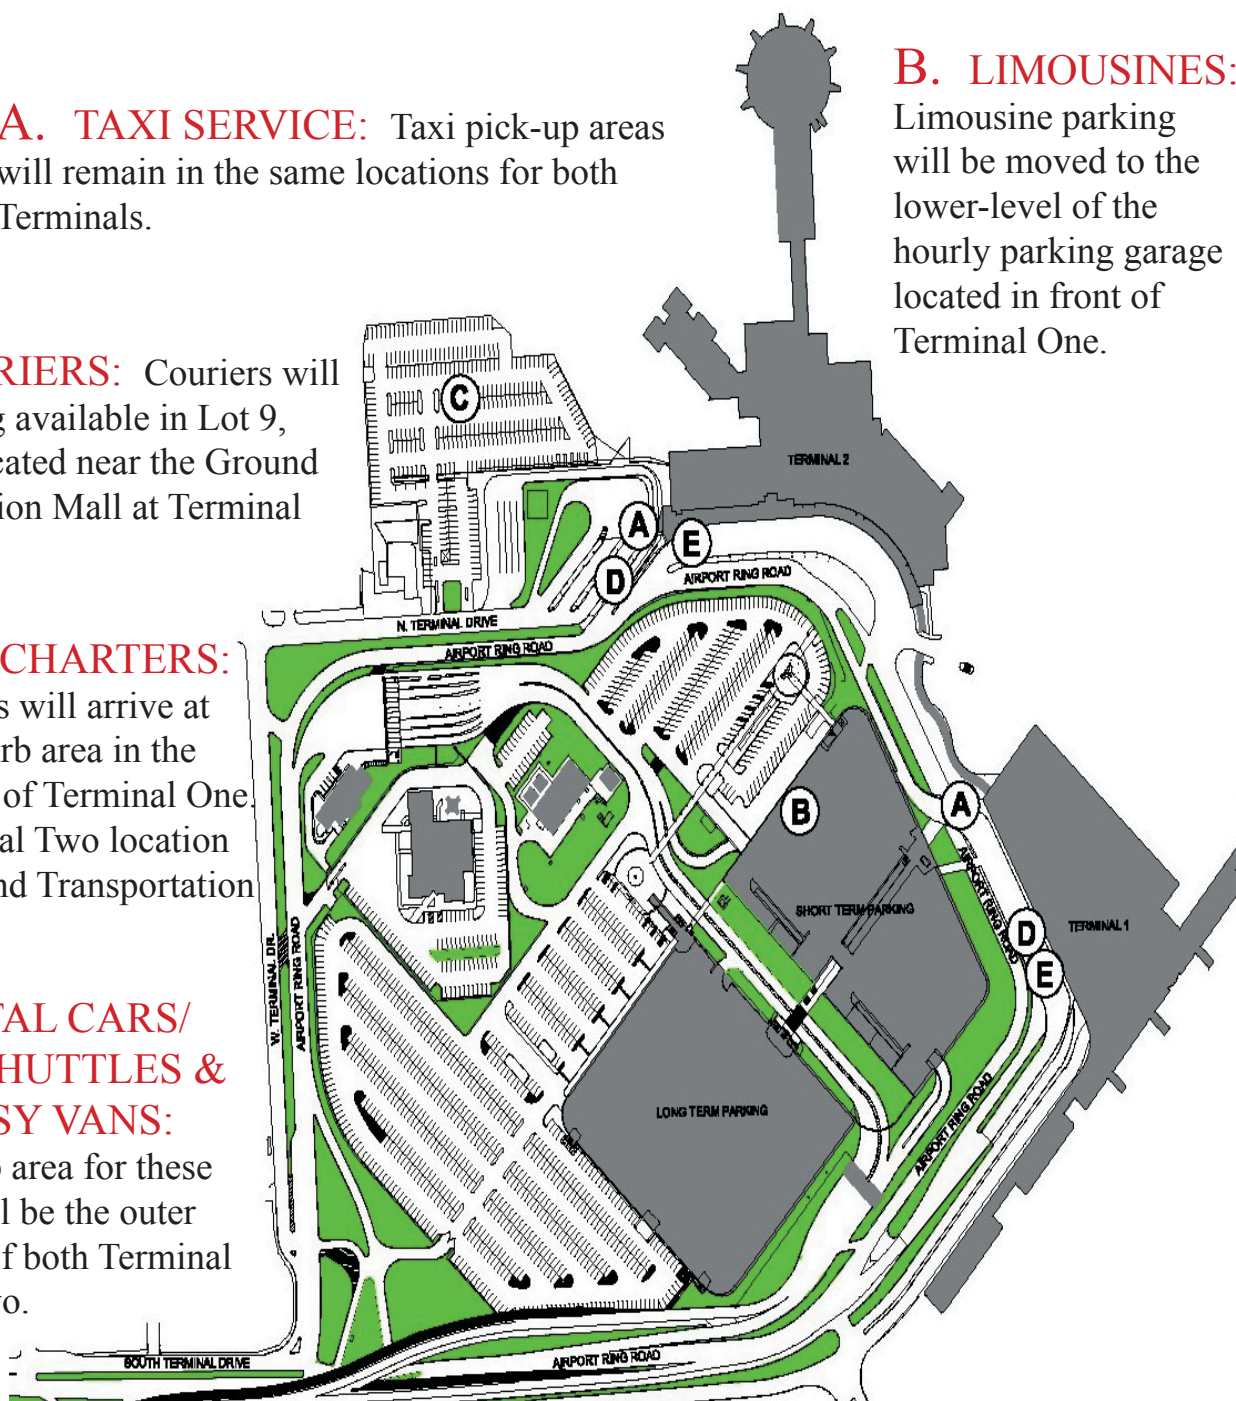 B. LIMOUSINES:
Limousine parking
will be moved to the
lower-level of the
hourly parking garage
located in front of
Terminal One.
A. TAXI SERVICE: Taxi pick-up areas
will remain in the same locations for both
Terminals.
RIERS: Couriers will
g available in Lot 9,
cated near the Ground
ion Mall at Terminal
CHARTERS:
s will arrive at
rb area in the
of Terminal One.
al Two location
nd Transportation
TAL CARS/
HUTTLES &
SY VANS:
area for these
l be the outer
f both Terminal
vo.
C
TERMINAL 2
A
E
D
AIRPORT RING ROAD
N. TERMINAL DRIVE
AIRPORT RING ROAD
B
A
AIRPORT RING ROAD
SHORT TERM PARKING
TERMINAL 1
D
E
W. TERMINAL DR.
AIRPORT RING ROAD
LONG TERM PARKING
AIRPORT RING ROAD
SOUTH TERMINAL DRIVE
AIRPORT RING ROAD